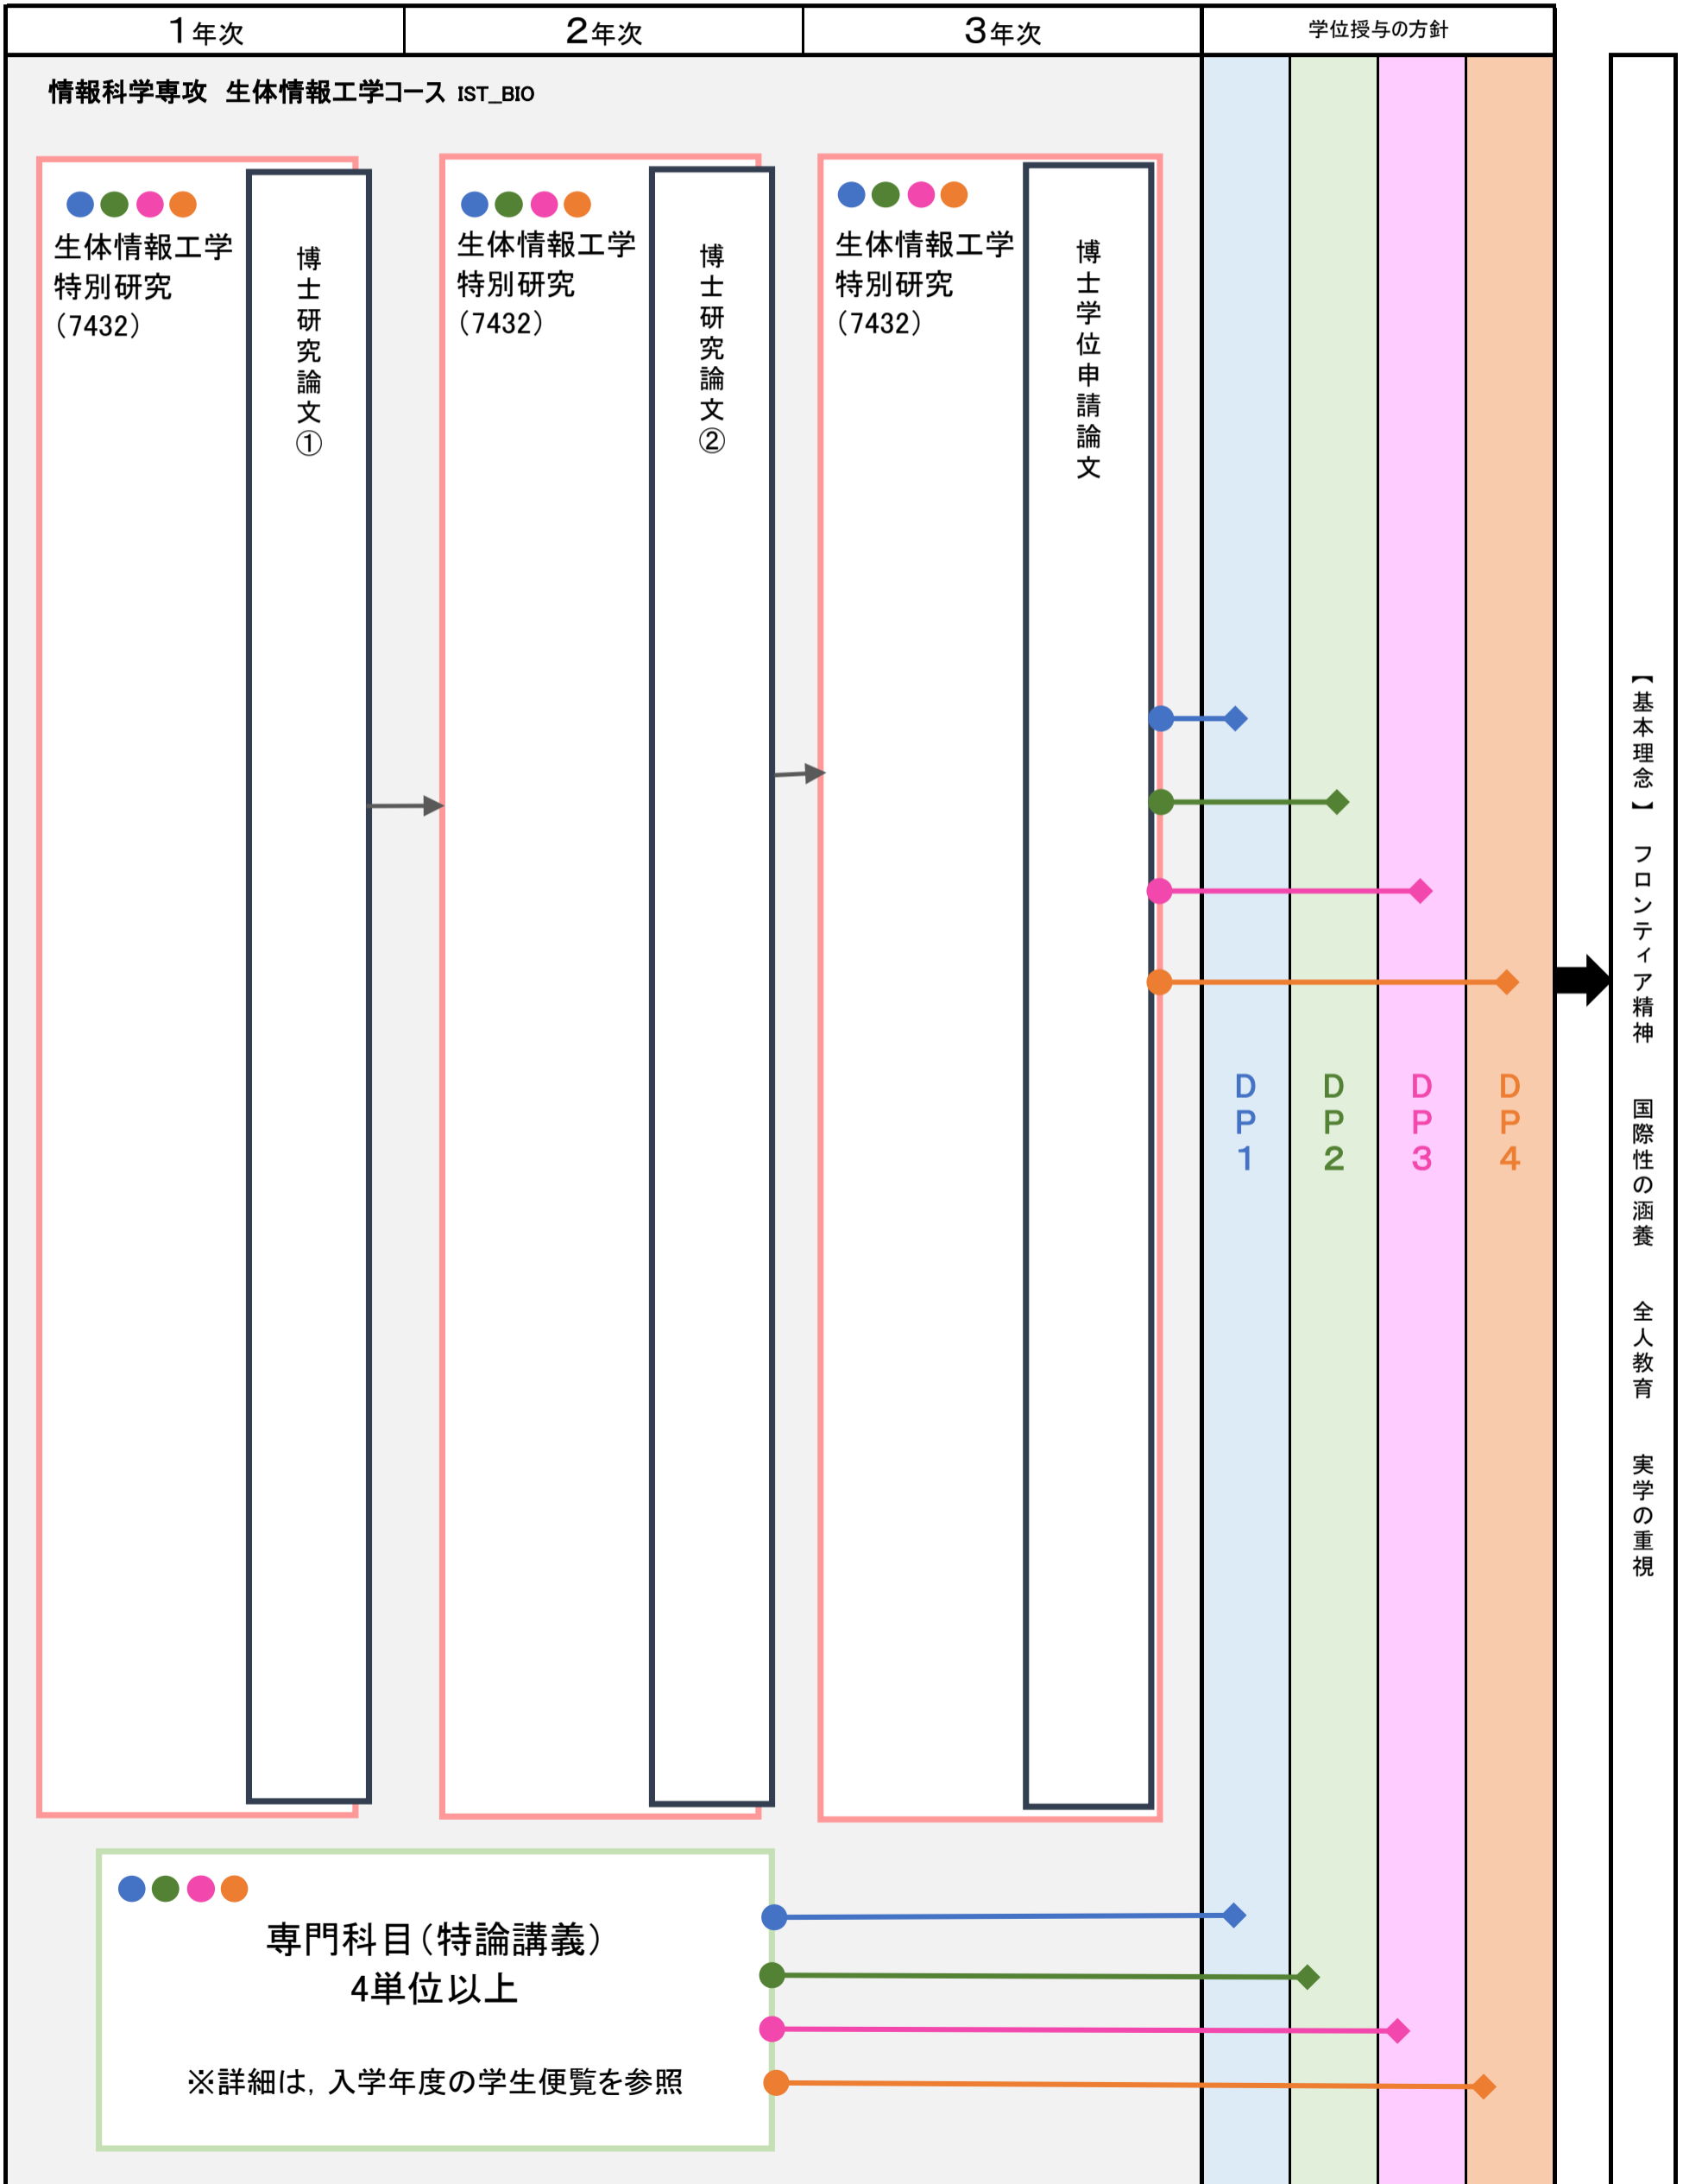 1年次
2年次
3年次
学位授与の方針
情報科学専攻　生体情報工学コース IST_BIO
生体情報工学
特別研究
（7432）
博士研究論文①
生体情報工学
特別研究
（7432）
博士研究論文②
生体情報工学
特別研究
（7432）
博士学位申請論文
DP1
DP2
DP3
DP4
【基本理念】　フロンティア精神　　国際性の涵養　　全人教育　　実学の重視
専門科目（特論講義）
4単位以上
※詳細は，入学年度の学生便覧を参照